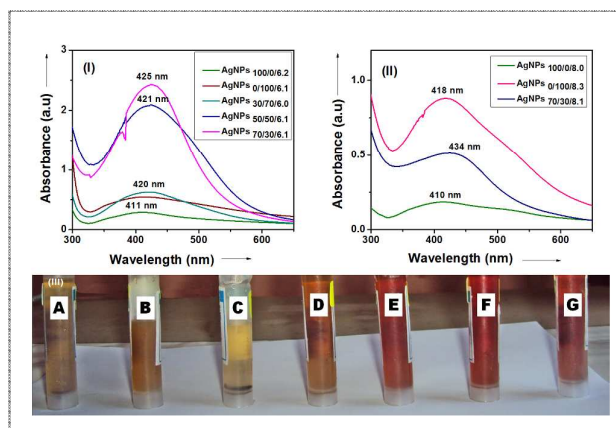 (I)
425 nm
421 nm
420 nm
411 nm
AgNPs 100/0/6.2
AgNPs 0/100/6.1
AgNPs 30/70/6.0
AgNPs 50/50/6.1
AgNPs 70/30/6.1
Absorbance (a.u)
3
2
1
0
300 400 500 600
Wavelength (nm)
(II)
418 nm
434 nm
410 nm
AgNPs 100/0/8.0
AgNPs 0/100/8.3
AgNPs 70/30/8.1
Absorbance (a.u)
1.0
0.5
0.0
300 400 500 600
Wavelength (nm)
(III)
A B C D E F G